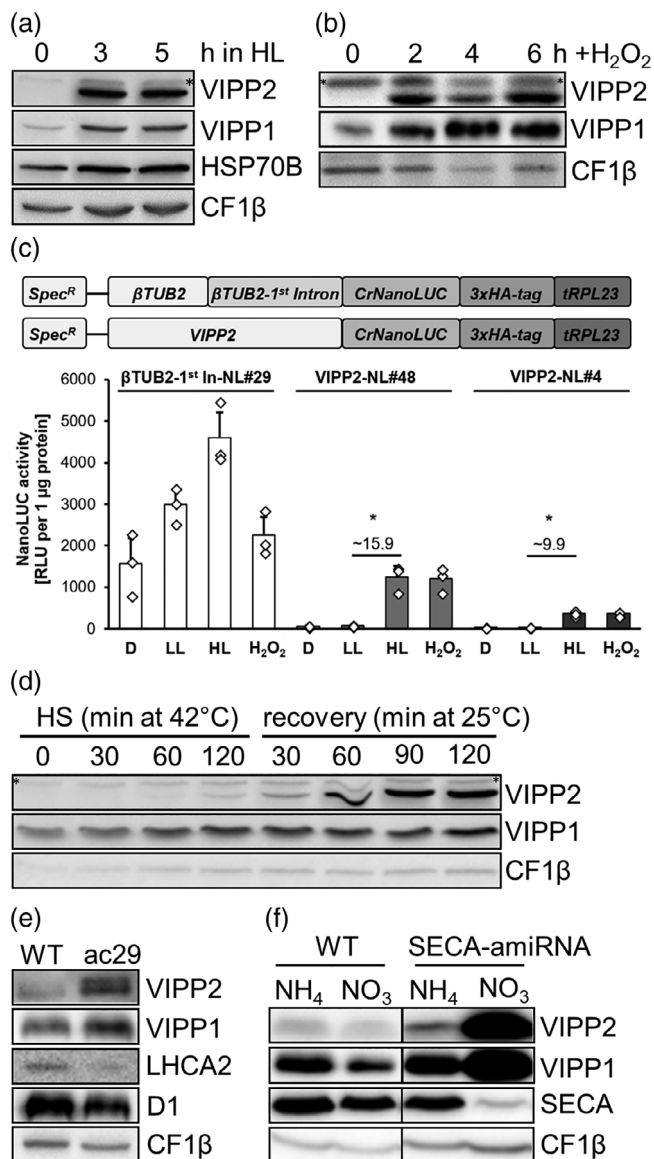 (a)
0 3 5 h in HL
*
VIPP2
VIPP1
HSP70B
CF1β
(b)
0 2 4 6 h +H₂O₂
* *
VIPP2
VIPP1
CF1β
(c)
Specᴿ βTUB2 βTUB2-1ˢᵗ Intron CrNanoLUC 3xHA-tag tRPL23
Specᴿ VIPP2 CrNanoLUC 3xHA-tag tRPL23
βTUB2-1ˢᵗ In-NL#29 VIPP2-NL#48 VIPP2-NL#4
NanoLUC activity
[RLU per 1 µg protein]
6000
5000
4000
3000
2000
1000
0
* *
~15.9 ~9.9
D LL HL H₂O₂ D LL HL H₂O₂ D LL HL H₂O₂
(d)
HS (min at 42°C) recovery (min at 25°C)
0 30 60 120 30 60 90 120
* *
VIPP2
VIPP1
CF1β
(e)
WT ac29
VIPP2
VIPP1
LHCA2
D1
CF1β
(f)
WT SECA-amiRNA
NH₄ NO₃ NH₄ NO₃
VIPP2
VIPP1
SECA
CF1β